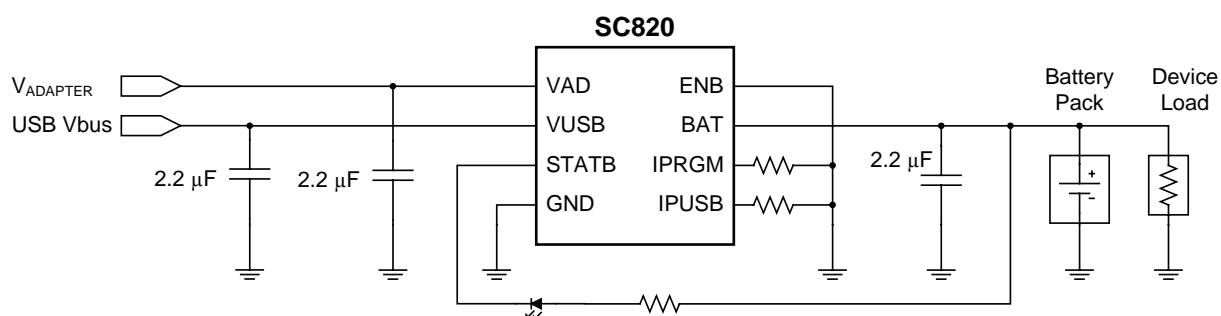 SC820
V_ADAPTER
USB Vbus
2.2 μF
2.2 μF
VAD
VUSB
STATB
GND
ENB
BAT
IPRGM
IPUSB
2.2 μF
Battery
Pack
+
-
Device
Load